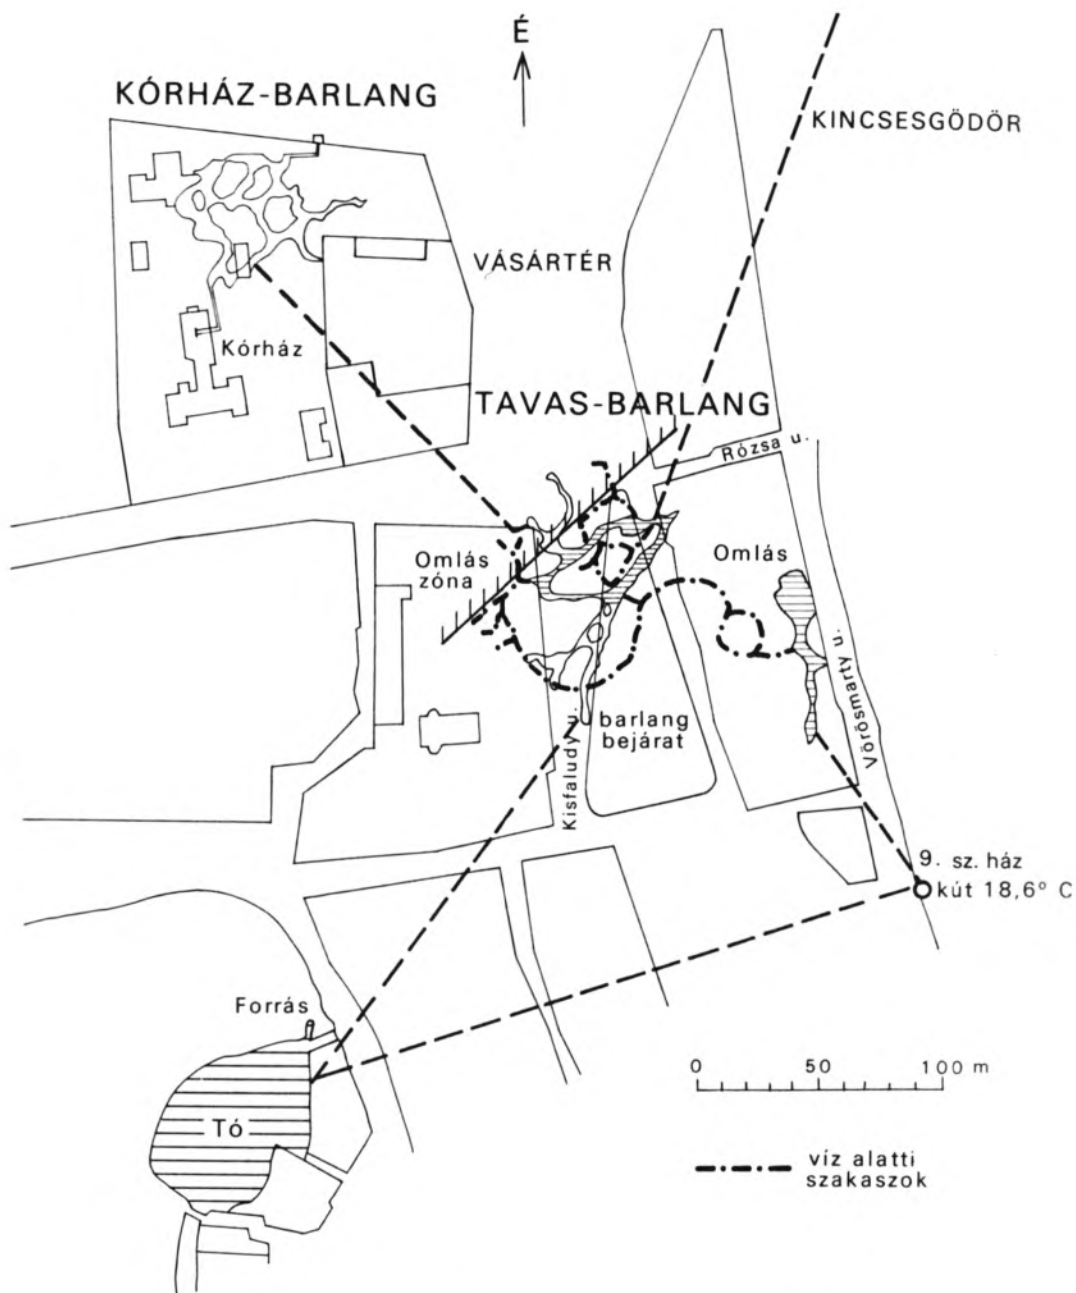 É
KÓRHÁZ-BARLANG
KINCSESGÖDÖR
VÁSÁRTÉR
Kórház
TAVAS-BARLANG
Rózsa u.
Omlás
zóna
Omlás
Vörösmarty u.
barlang
bejárat
Kisfaludy u.
9. sz. ház
kút 18,6° C
Forrás
Tó
0 50 100 m
víz alatti
szakaszok